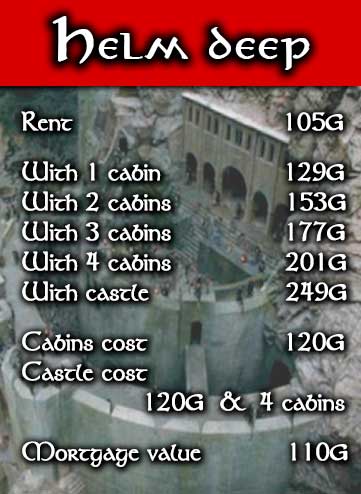 Helm deep
Rent 105G
With 1 cabin 129G
With 2 cabins 153G
With 3 cabins 177G
With 4 cabins 201G
With castle 249G
Cabins cost 120G
Castle cost
120G & 4 cabins
Mortgage value 110G